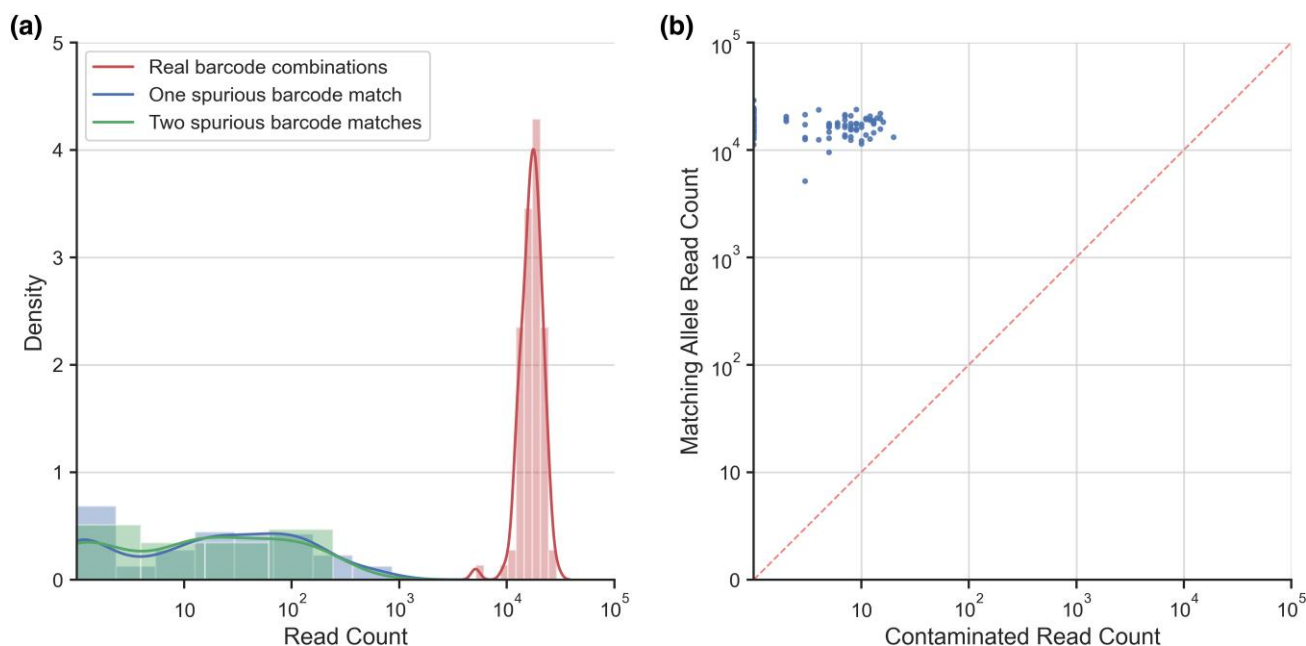 (a)
5
4
3
2
1
0
Density
Real barcode combinations
One spurious barcode match
Two spurious barcode matches
10
10²
10³
10⁴
10⁵
Read Count
(b)
10⁵
10⁴
10³
10²
10
0
Matching Allele Read Count
10
10²
10³
10⁴
10⁵
Contaminated Read Count